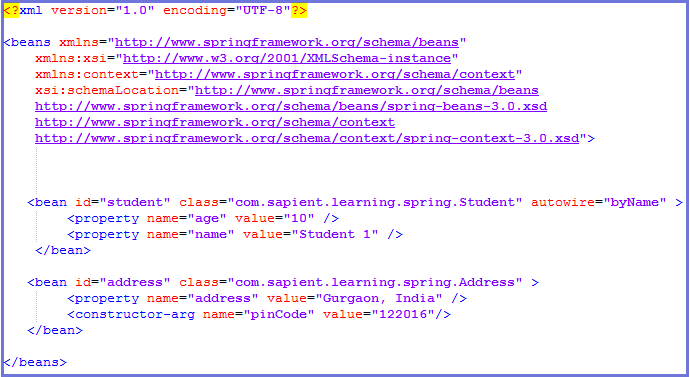 <?xml version="1.0" encoding="UTF-8"?>
<beans xmlns="http://www.springframework.org/schema/beans"
xmlns:xsi="http://www.w3.org/2001/XMLSchema-instance"
xmlns:context="http://www.springframework.org/schema/context"
xsi:schemaLocation="http://www.springframework.org/schema/beans
http://www.springframework.org/schema/beans/spring-beans-3.0.xsd
http://www.springframework.org/schema/context
http://www.springframework.org/schema/context/spring-context-3.0.xsd">
<bean id="student" class="com.sapient.learning.spring.Student" autowire="byName" >
<property name="age" value="10" />
<property name="name" value="Student 1" />
</bean>
<bean id="address" class="com.sapient.learning.spring.Address" >
<property name="address" value="Gurgaon, India" />
<constructor-arg name="pinCode" value="122016"/>
</bean>
</beans>